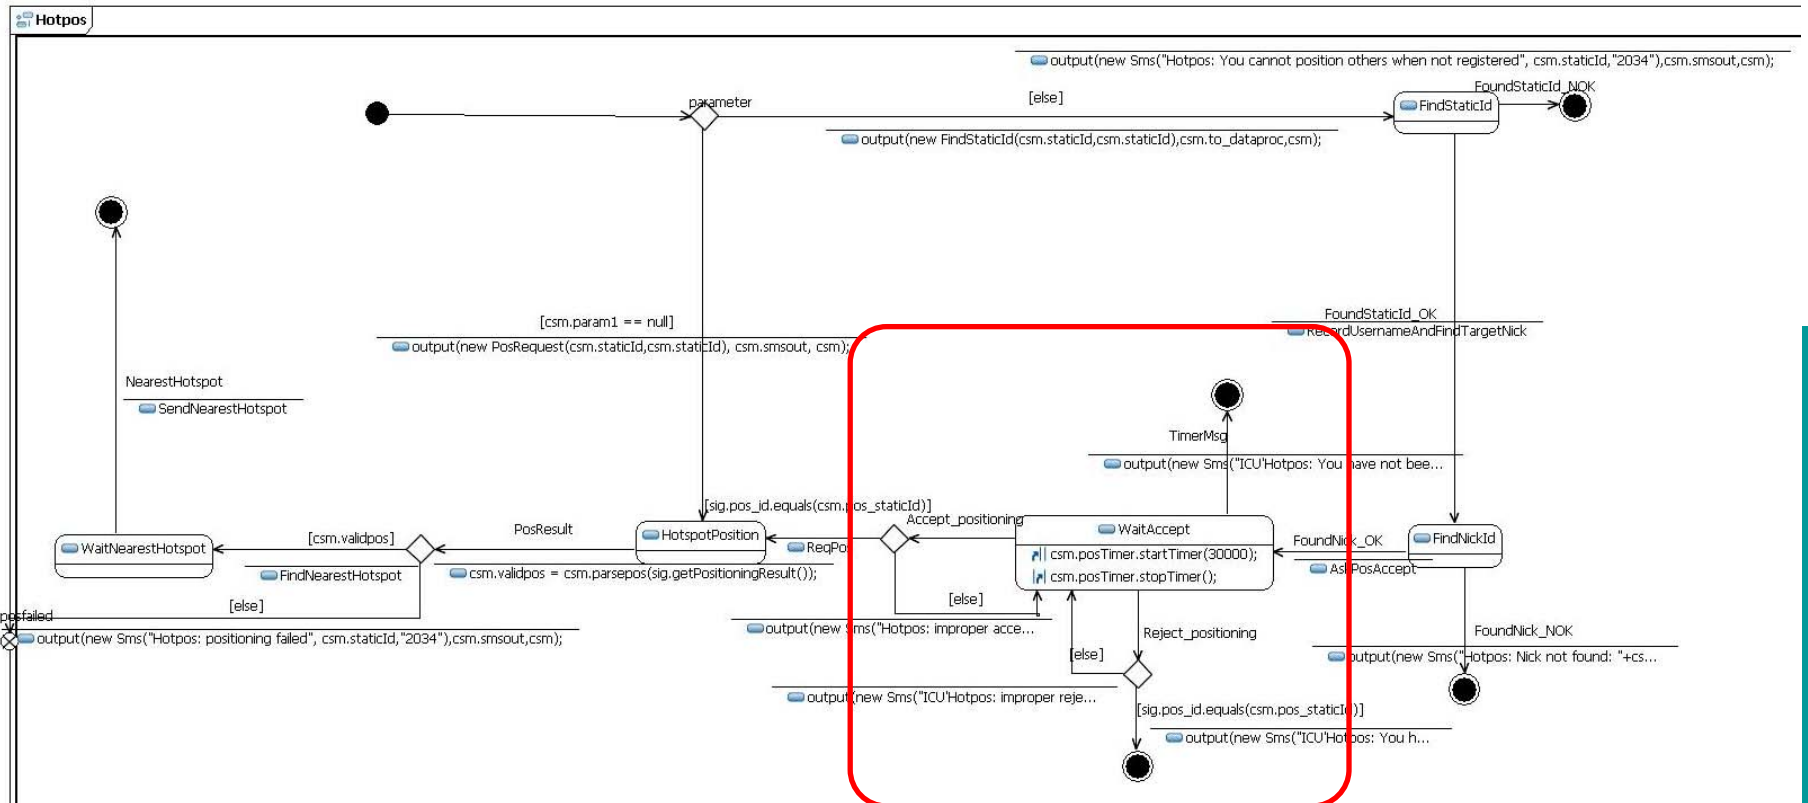 Hotpos
output(new Sms("Hotpos: You cannot position others when not registered", csm.staticId,"2034"),csm.smsout,csm);
FoundStaticId_NOK
parameter
[else]
FindStaticId
output(new FindStaticId(csm.staticId,csm.staticId),csm.to_dataproc,csm);
[csm.param1 == null]
output(new PosRequest(csm.staticId,csm.staticId), csm.smsout, csm);
FoundStaticId_OK
RecordUsernameAndFindTargetNick
NearestHotspot
SendNearestHotspot
TimerMsg
output(new Sms("ICU'Hotpos: You have not bee...
[sig.pos_id.equals(csm.pos_staticId)]
Accept_positioning
WaitAccept
csm.posTimer.startTimer(30000);
csm.posTimer.stopTimer();
HotspotPosition
ReqPos
PosResult
csm.validpos = csm.parsepos(sig.getPositioningResult());
[csm.validpos]
WaitNearestHotspot
FindNearestHotspot
[else]
posfailed
output(new Sms("Hotpos: positioning failed", csm.staticId,"2034"),csm.smsout,csm);
FoundNick_OK
AskPosAccept
FindNickId
[else]
output(new Sms("Hotpos: improper acce...
Reject_positioning
[else]
output(new Sms("ICU'Hotpos: improper reje...
FoundNick_NOK
output(new Sms("Hotpos: Nick not found: "+cs...
[sig.pos_id.equals(csm.pos_staticId)]
output(new Sms("ICU'Hotpos: You h...